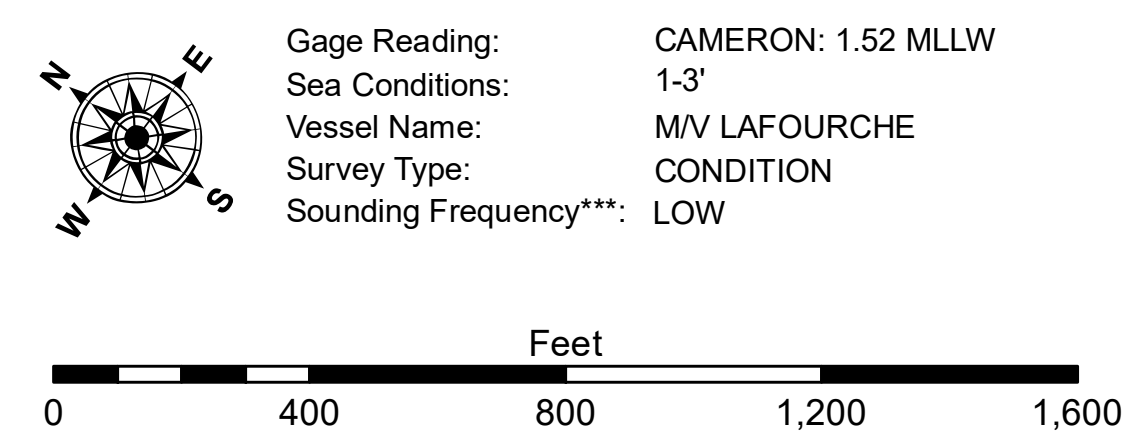 N
E
W
S
Gage Reading: CAMERON: 1.52 MLLW
Sea Conditions: 1-3'
Vessel Name: M/V LAFOURCHE
Survey Type: CONDITION
Sounding Frequency***: LOW
Feet
0 400 800 1,200 1,600